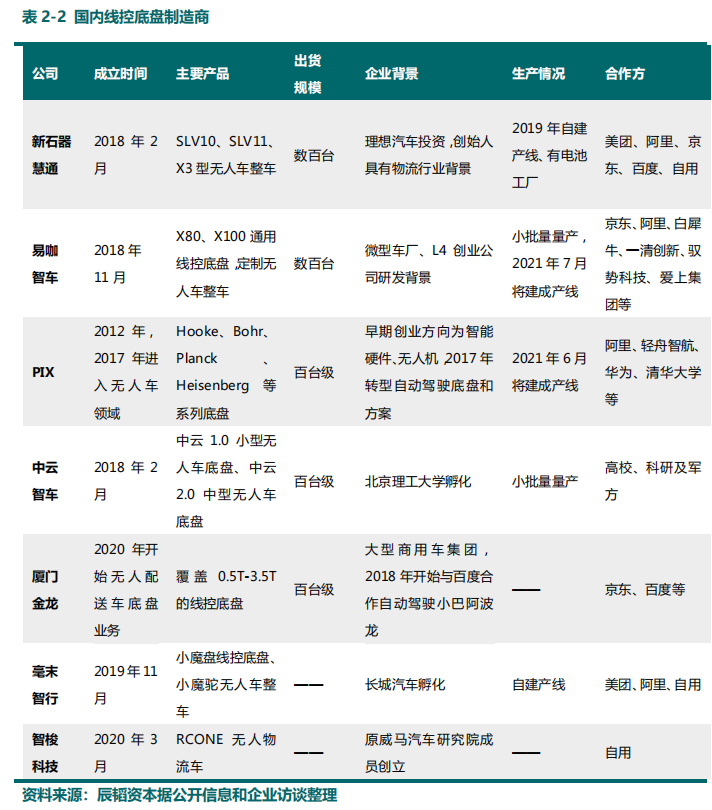 表 2-2 国内线控底盘制造商
公司 成立时间 主要产品 出货规模 企业背景 生产情况 合作方
新石器慧通 2018 年 2 月 SLV10、SLV11、X3 型无人车整车 数百台 理想汽车投资,创始人具有物流行业背景 2019 年自建产线、有电池工厂 美团、阿里、京东、百度、自用
易咖智车 2018 年 11 月 X80、X100 通用线控底盘,定制无人车整车 数百台 微型车厂、L4 创业公司研发背景 小批量量产,2021 年 7 月将建成产线 京东、阿里、白犀牛、一清创新、驭势科技、爱上集团等
PIX 2012 年,2017 年进入无人车领域 Hooke、Bohr、Planck、Heisenberg 等系列底盘 百台级 早期创业方向为智能硬件、无人机,2017 年转型自动驾驶底盘和方案 2021 年 6 月将建成产线 阿里、轻舟智航、华为、清华大学等
中云智车 2018 年 2 月 中云 1.0 小型无人车底盘、中云 2.0 中型无人车底盘 百台级 北京理工大学孵化 小批量量产 高校、科研及军方
厦门金龙 2020 年开始无人配送车底盘业务 覆盖 0.5T-3.5T 的线控底盘 百台级 大型商用车集团,2018 年开始与百度合作自动驾驶小巴阿波龙 —— 京东、百度等
毫末智行 2019 年 11 月 小魔盘线控底盘、小魔驼无人车整车 —— 长城汽车孵化 自建产线 美团、阿里、自用
智梭科技 2020 年 3 月 RCONE 无人物流车 —— 原威马汽车研究院成员创立 —— 自用
资料来源：辰韬资本据公开信息和企业访谈整理